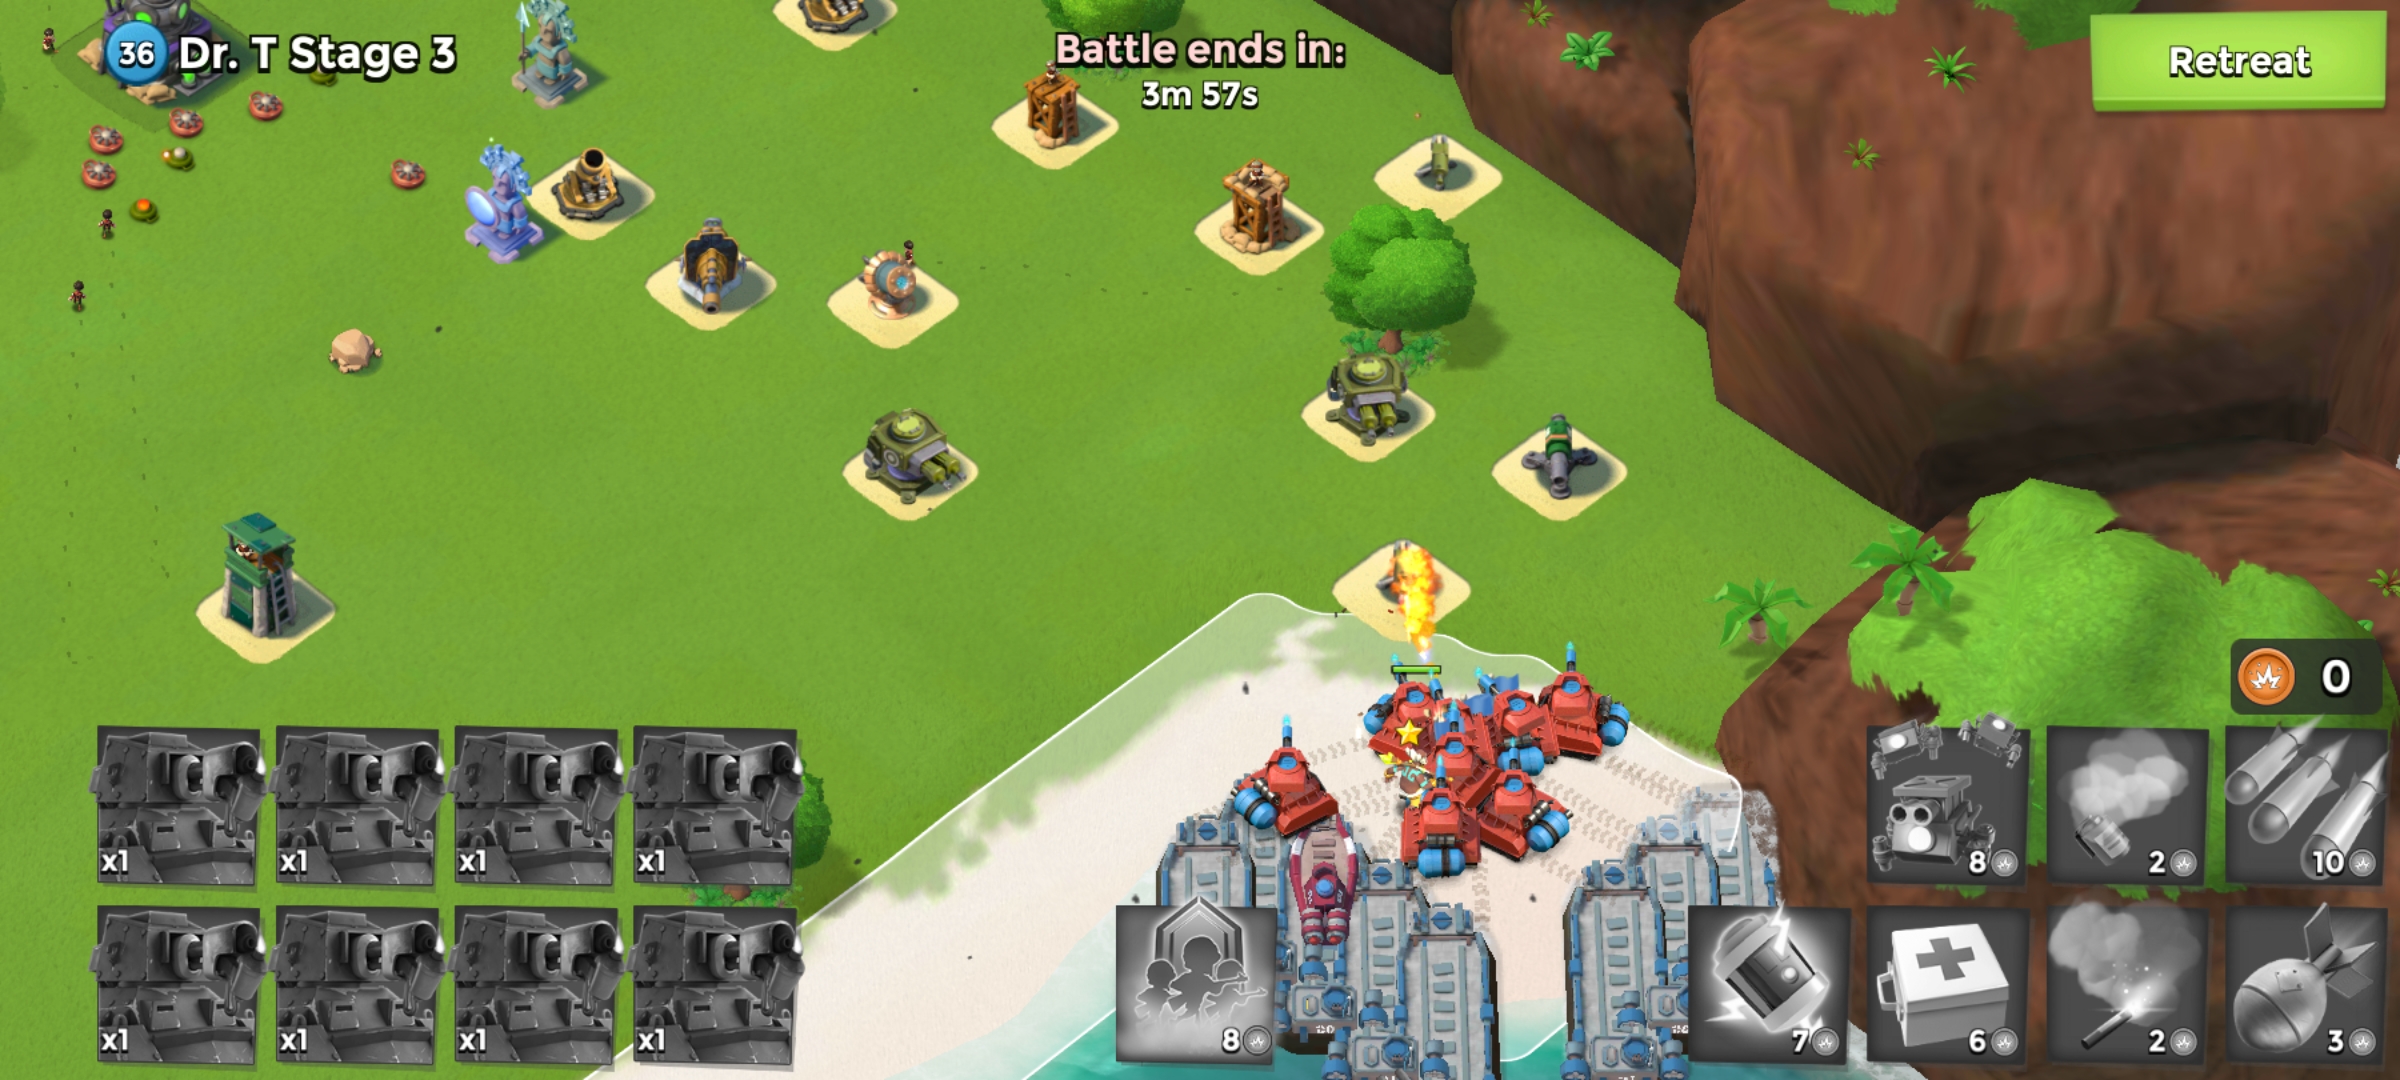 36 Dr. T Stage 3
Battle ends in:
3m 57s
Retreat
0
x1 x1 x1 x1
8 2 10
x1 x1 x1 x1
8 7 6 2 3